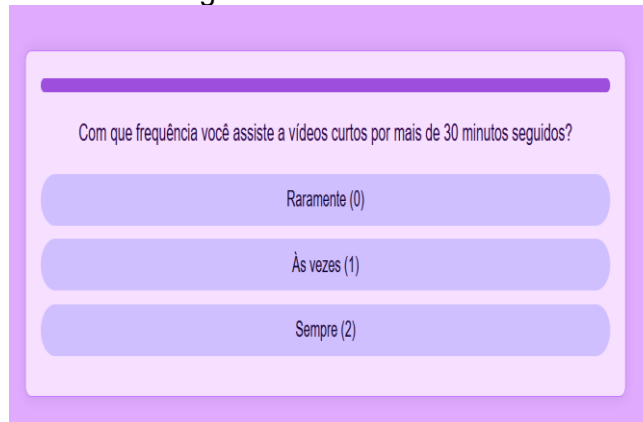 Com que frequência você assiste a vídeos curtos por mais de 30 minutos seguidos?
Raramente (0)
Às vezes (1)
Sempre (2)